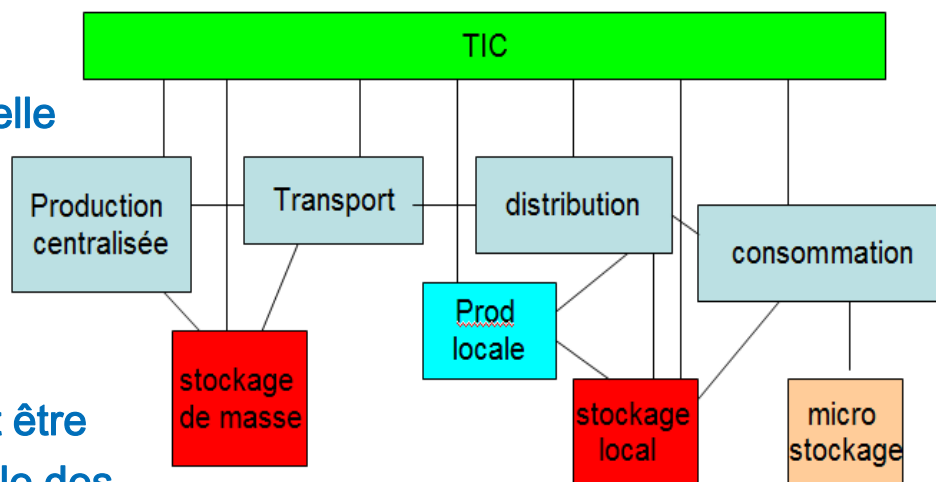 TIC
elle
Production
centralisée
Transport
distribution
consommation
Prod
locale
stockage
de masse
stockage
local
micro
stockage
être